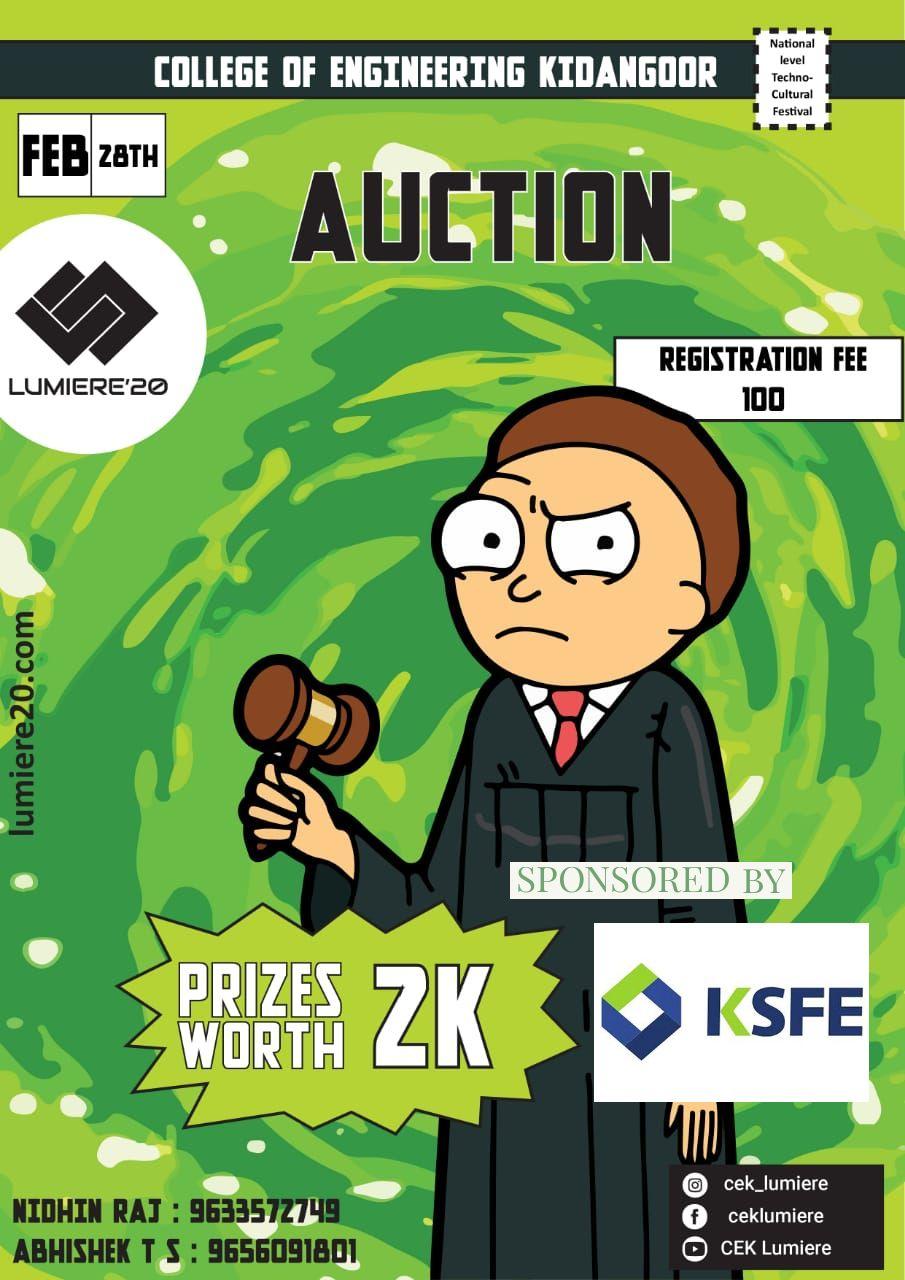 COLLEGE OF ENGINEERING KIDANGOOR
National
level
Techno-
Cultural
Festival
FEB 28TH
AUCTION
LUMIERE'20
REGISTRATION FEE
100
lumiere20.com
SPONSORED BY
KSFE
PRIZES
WORTH
2K
NIDHIN RAJ : 9633572749
ABHISHEK T S : 9656091801
cek_lumiere
ceklumiere
CEK Lumiere